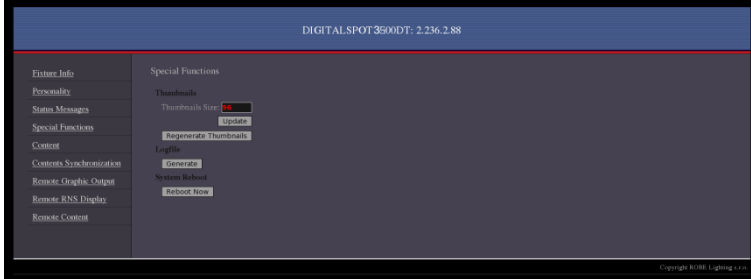 DIGITALSPOT3500DT: 2.236.2.88
Fixture Info
Personality
Status Messages
Special Functions
Content
Contents Synchronization
Remote Graphic Output
Remote RNS Display
Remote Content
Special Functions
Thumbnails
Thumbnails Size: 96
Update
Regenerate Thumbnails
Logfile
Generate
System Reboot
Reboot Now
Copyright ROBE Lighting s.r.o.